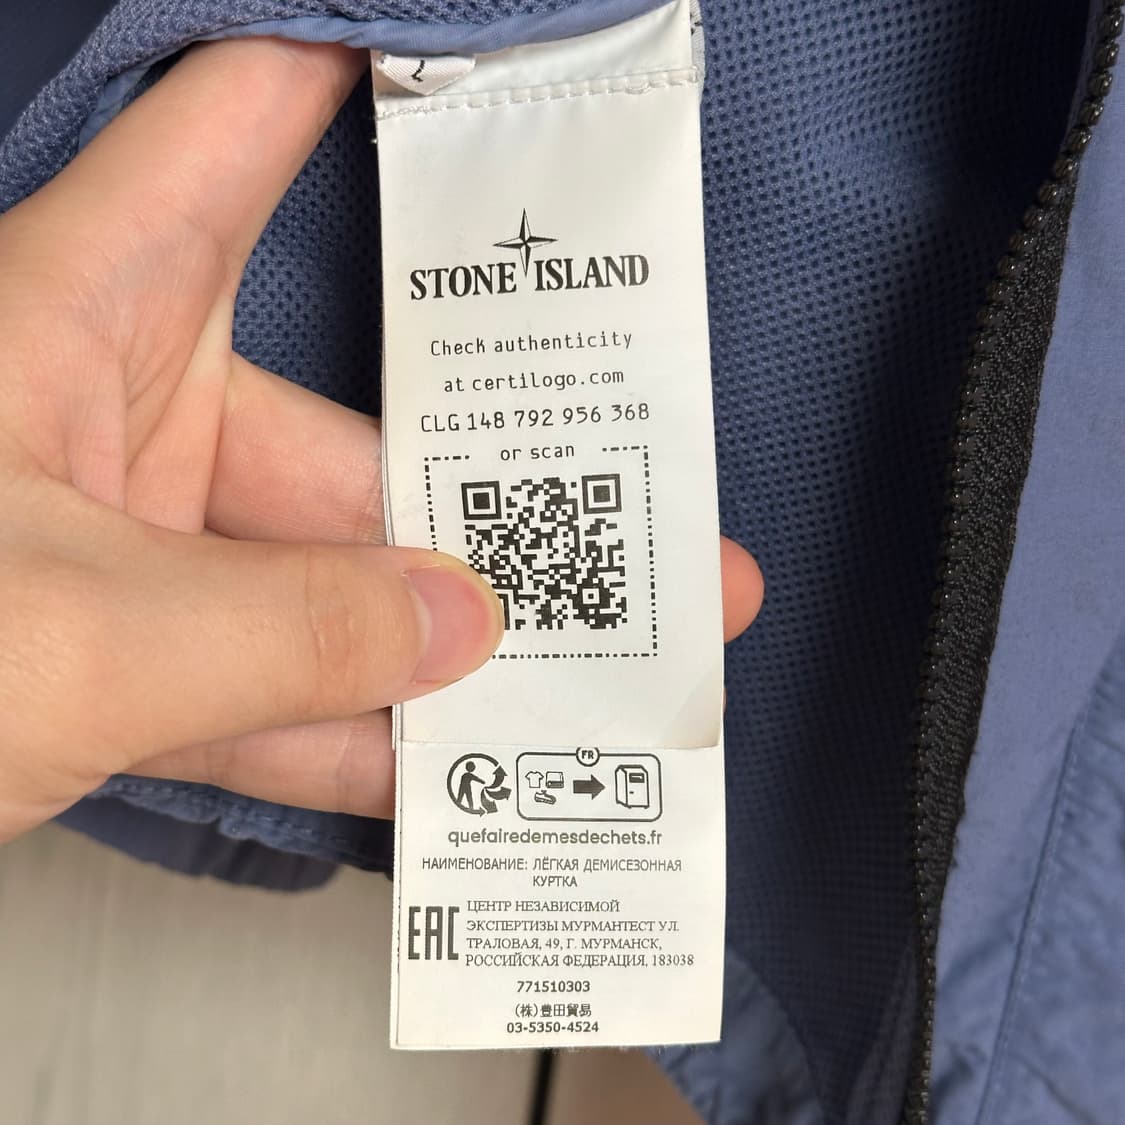 L
STONE ISLAND
Check authenticity
at certilogo.com
CLG 148 792 956 368
or scan
FR
quefairedemesdechets.fr
НАИМЕНОВАНИЕ: ЛЁГКАЯ ДЕМИСЕЗОННАЯ
КУРТКА
EAC
ЦЕНТР НЕЗАВИСИМОЙ
ЭКСПЕРТИЗЫ МУРМАНТЕСТ УЛ.
ТРАЛОВАЯ, 49, Г. МУРМАНСК,
РОССИЙСКАЯ ФЕДЕРАЦИЯ, 183038
771510303
(株)豊田貿易
03-5350-4524